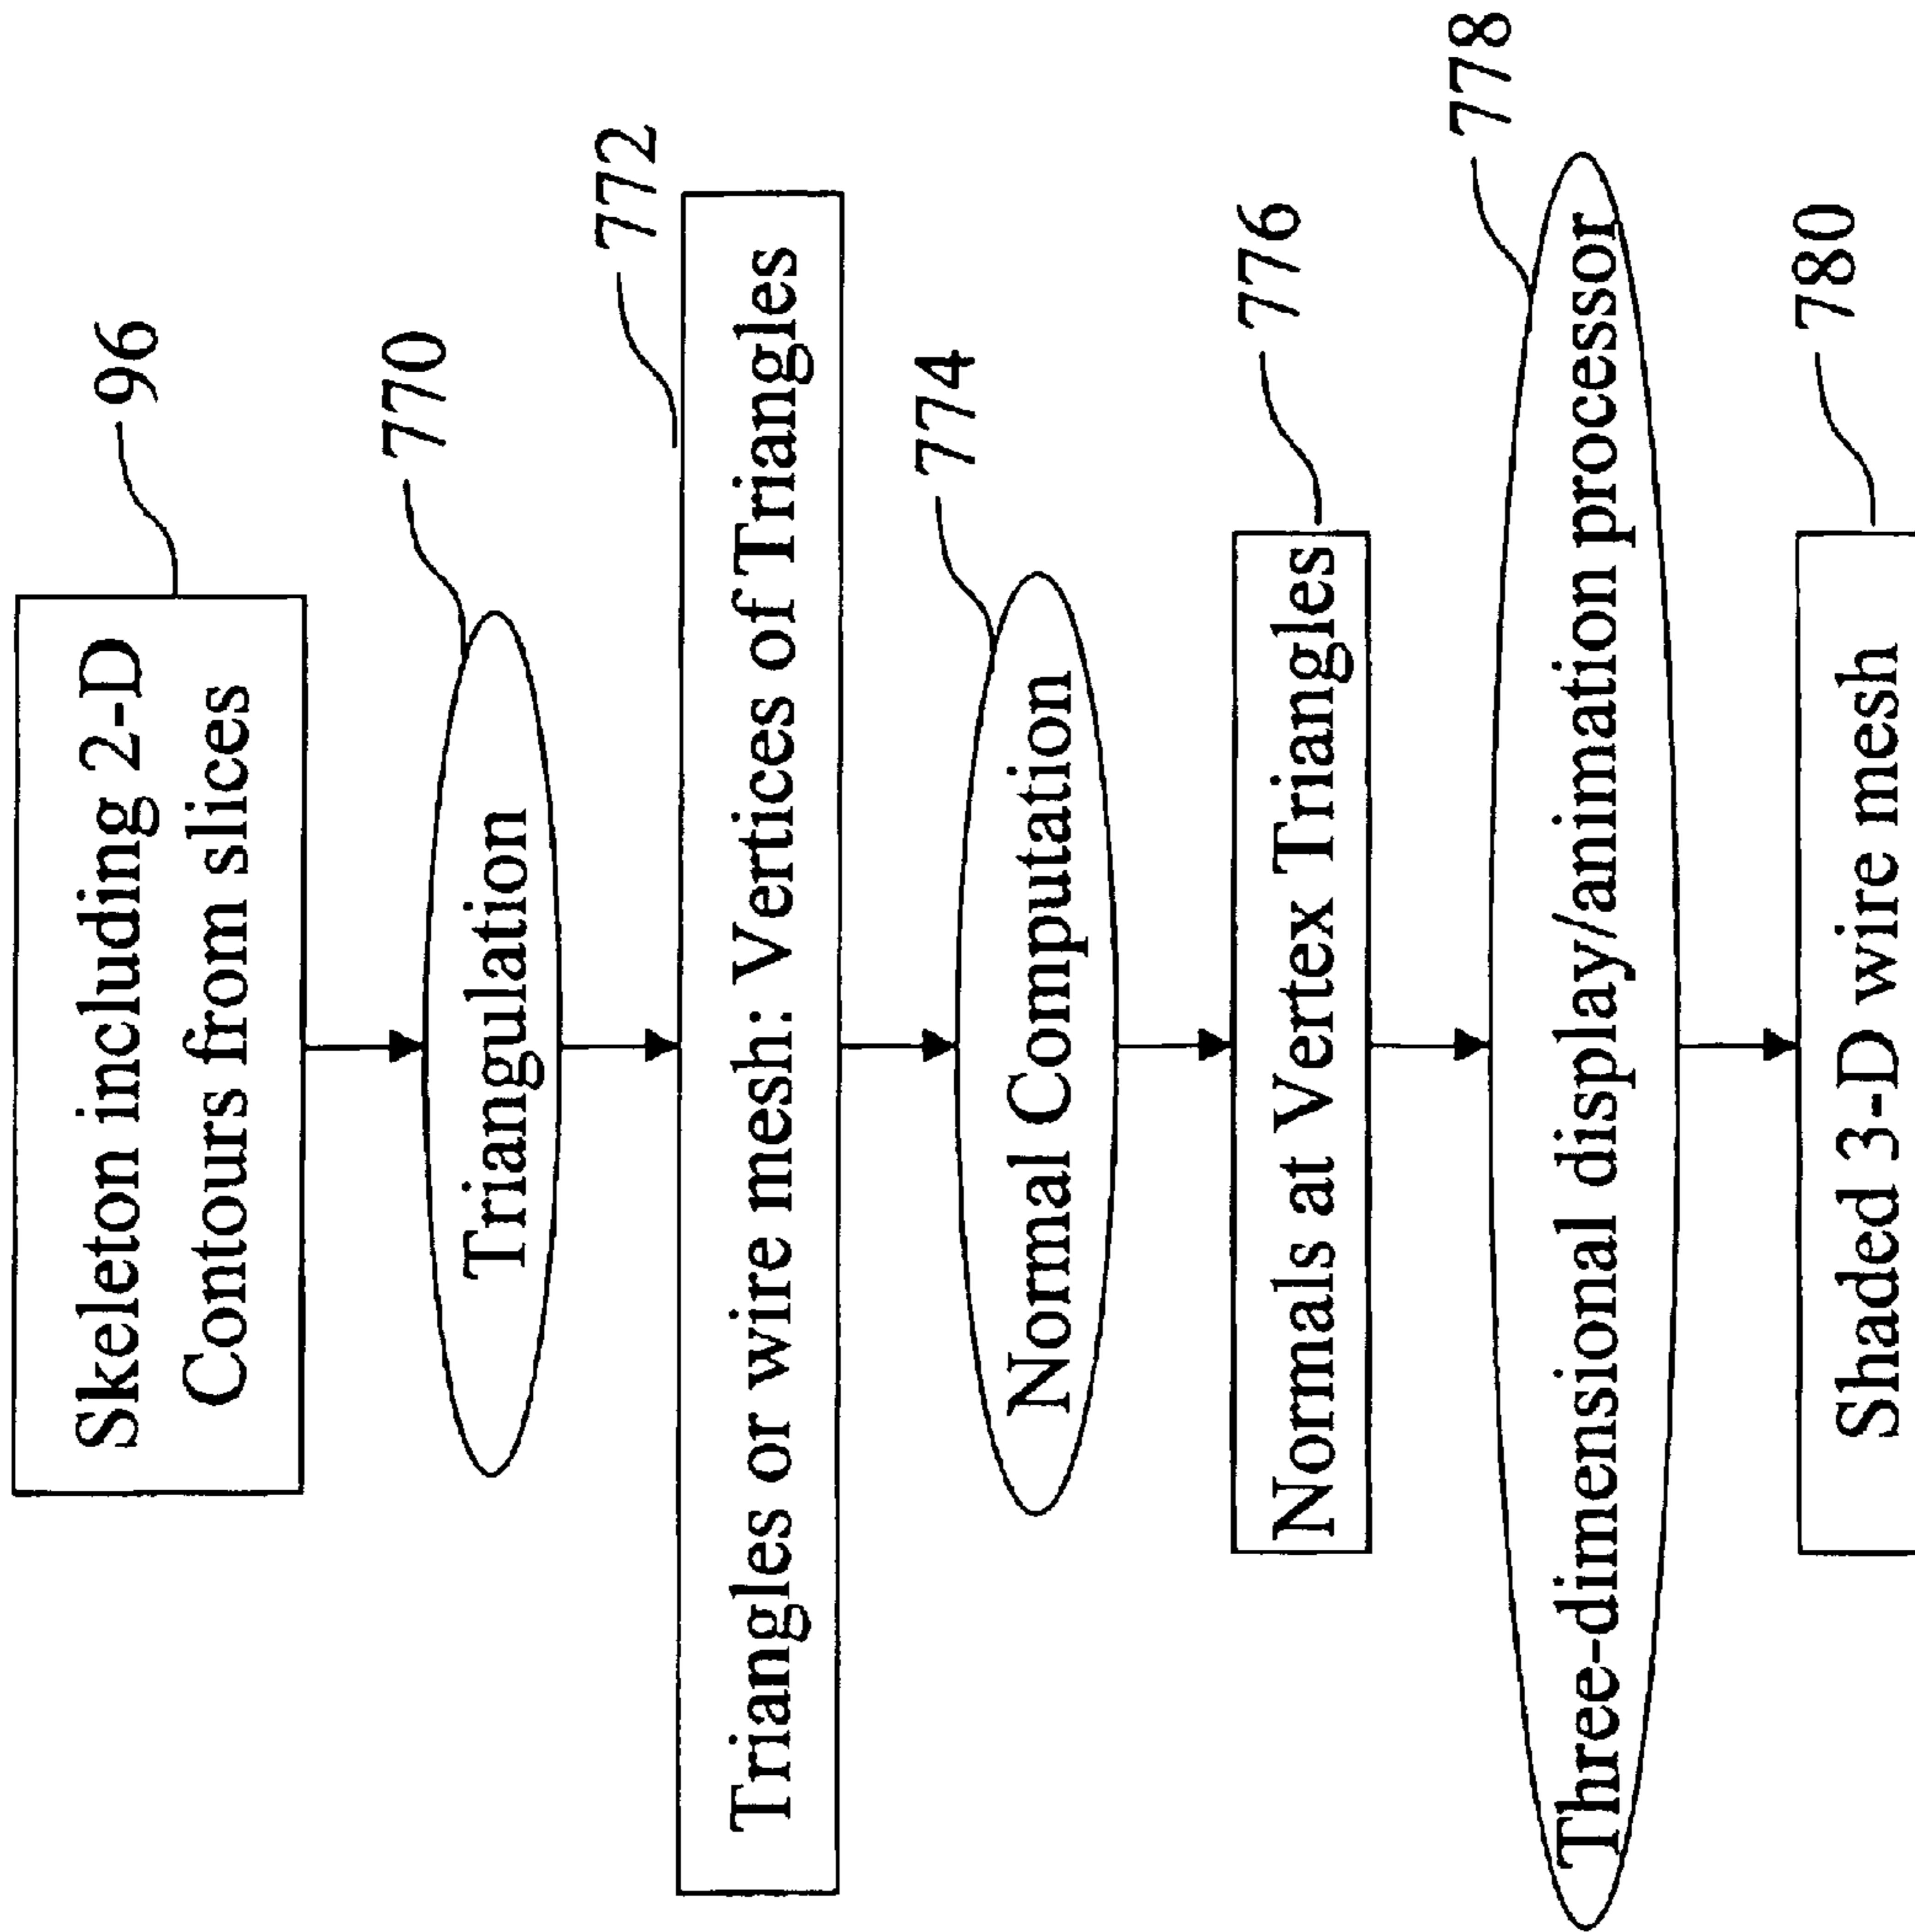 Skeleton including 2-D
Contours from slices
96
Triangulation
770
Triangles or wire mesh: Vertices of Triangles
772
Normal Computation
774
Normals at Vertex Triangles
776
Three-dimensional display/animation processor
778
Shaded 3-D wire mesh
780